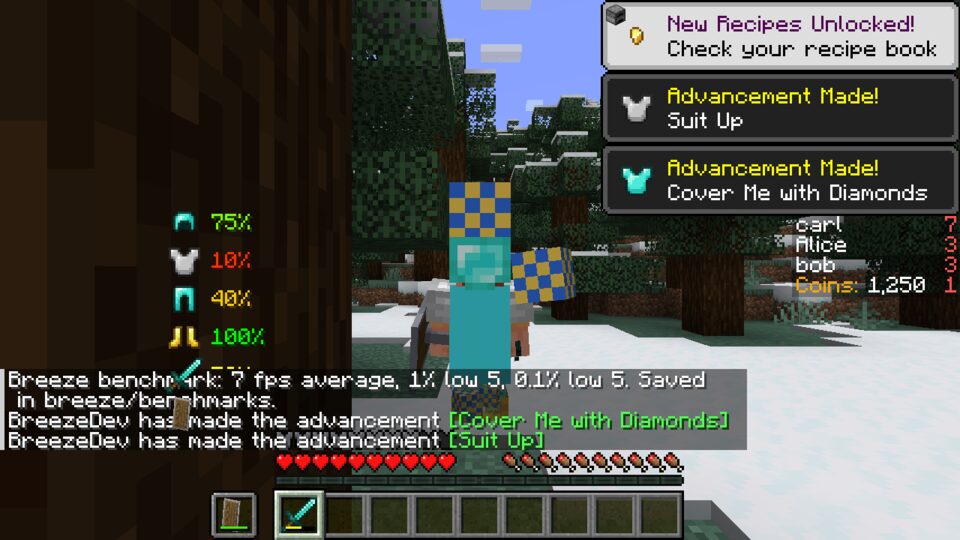 New Recipes Unlocked!
Check your recipe book
Advancement Made!
Suit Up
Advancement Made!
Cover Me with Diamonds
carl 7
Alice 3
bob 3
Coins: 1,250 1
75%
10%
40%
100%
Breeze benchmark: 7 fps average, 1% low 5, 0.1% low 5. Saved
in breeze/benchmarks.
BreezeDev has made the advancement [Cover Me with Diamonds]
BreezeDev has made the advancement [Suit Up]